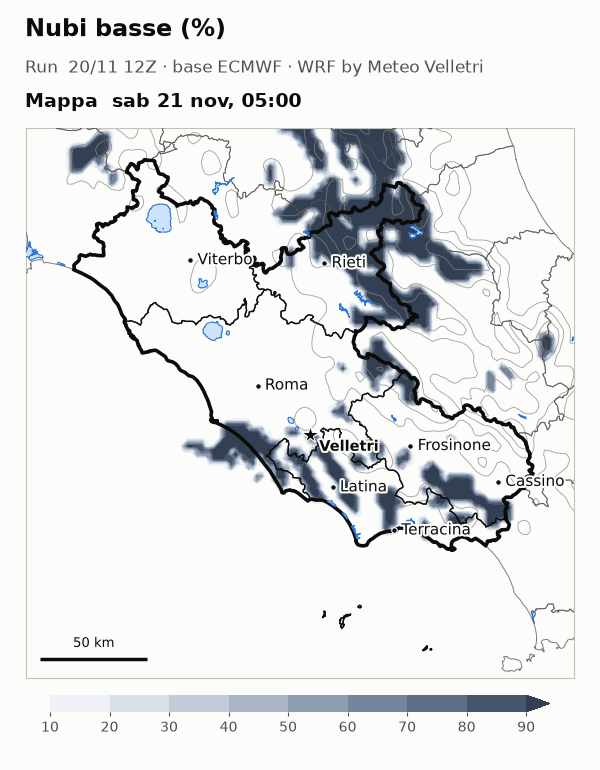 Nubi basse (%)
Run  20/11 12Z · base ECMWF · WRF by Meteo Velletri
Mappa  sab 21 nov, 05:00
Viterbo
Rieti
Roma
Velletri
Frosinone
Cassino
Latina
Terracina
50 km
10 20 30 40 50 60 70 80 90